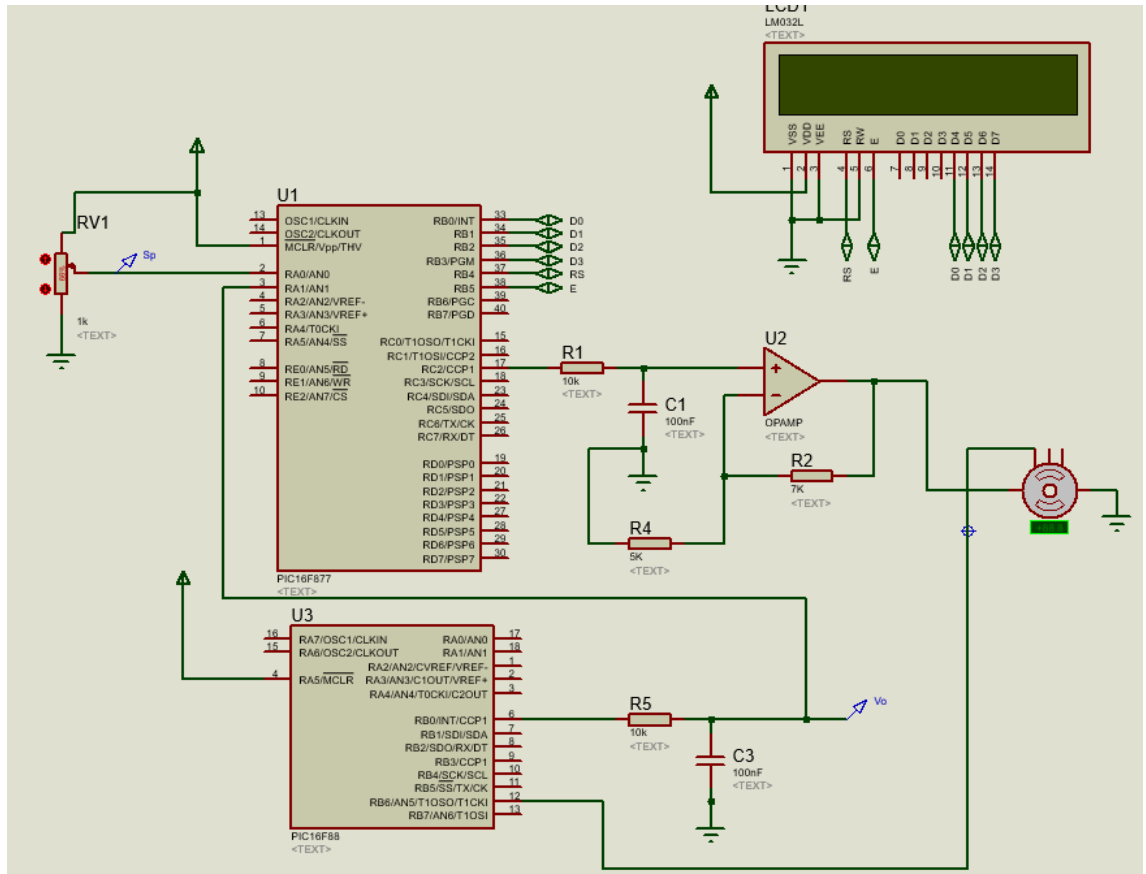 LCD1
LM032L
<TEXT>
VSS
VDD
VEE
RS
RW
E
D0
D1
D2
D3
D4
D5
D6
D7
1
2
3
4
5
6
7
8
9
10
11
12
13
14
RS
E
D0
D1
D2
D3
RV1
1k
<TEXT>
Sp
U1
13 OSC1/CLKIN
14 OSC2/CLKOUT
1 MCLR/Vpp/THV
2 RA0/AN0
3 RA1/AN1
4 RA2/AN2/VREF-
5 RA3/AN3/VREF+
6 RA4/T0CKI
7 RA5/AN4/SS
8 RE0/AN5/RD
9 RE1/AN6/WR
10 RE2/AN7/CS
RB0/INT 33 D0
RB1 34 D1
RB2 35 D2
RB3/PGM 36 D3
RB4 37 RS
RB5 38 E
RB6/PGC 39
RB7/PGD 40
RC0/T1OSO/T1CKI 15
RC1/T1OSI/CCP2 16
RC2/CCP1 17
RC3/SCK/SCL 18
RC4/SDI/SDA 23
RC5/SDO 24
RC6/TX/CK 25
RC7/RX/DT 26
RD0/PSP0 19
RD1/PSP1 20
RD2/PSP2 21
RD3/PSP3 22
RD4/PSP4 27
RD5/PSP5 28
RD6/PSP6 29
RD7/PSP7 30
PIC16F877
<TEXT>
R1
10k
<TEXT>
C1
100nF
<TEXT>
U2
OPAMP
<TEXT>
R2
7K
<TEXT>
R4
5K
<TEXT>
U3
16 RA7/OSC1/CLKIN
15 RA6/OSC2/CLKOUT
4 RA5/MCLR
RA0/AN0 17
RA1/AN1 18
RA2/AN2/CVREF/VREF- 1
RA3/AN3/C1OUT/VREF+ 2
RA4/AN4/T0CKI/C2OUT 3
RB0/INT/CCP1 6
RB1/SDI/SDA 7
RB2/SDO/RX/DT 8
RB3/CCP1 9
RB4/SCK/SCL 10
RB5/SS/TX/CK 11
RB6/AN5/T1OSO/T1CKI 12
RB7/AN6/T1OSI 13
PIC16F88
<TEXT>
R5
10k
<TEXT>
C3
100nF
<TEXT>
Vo